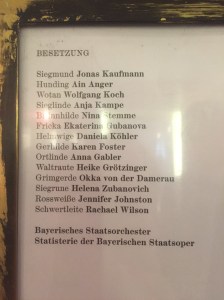 BESETZUNG
Siegmund Jonas Kaufmann
Hunding Ain Anger
Wotan Wolfgang Koch
Sieglinde Anja Kampe
Brünnhilde Nina Stemme
Fricka Ekaterina Gubanova
Helmwige Daniela Köhler
Gerhilde Karen Foster
Ortlinde Anna Gabler
Waltraute Heike Grötzinger
Grimgerde Okka von der Damerau
Siegrune Helena Zubanovich
Rossweiße Jennifer Johnston
Schwertleite Rachael Wilson
Bayerisches Staatsorchester
Statisterie der Bayerischen Staatsoper